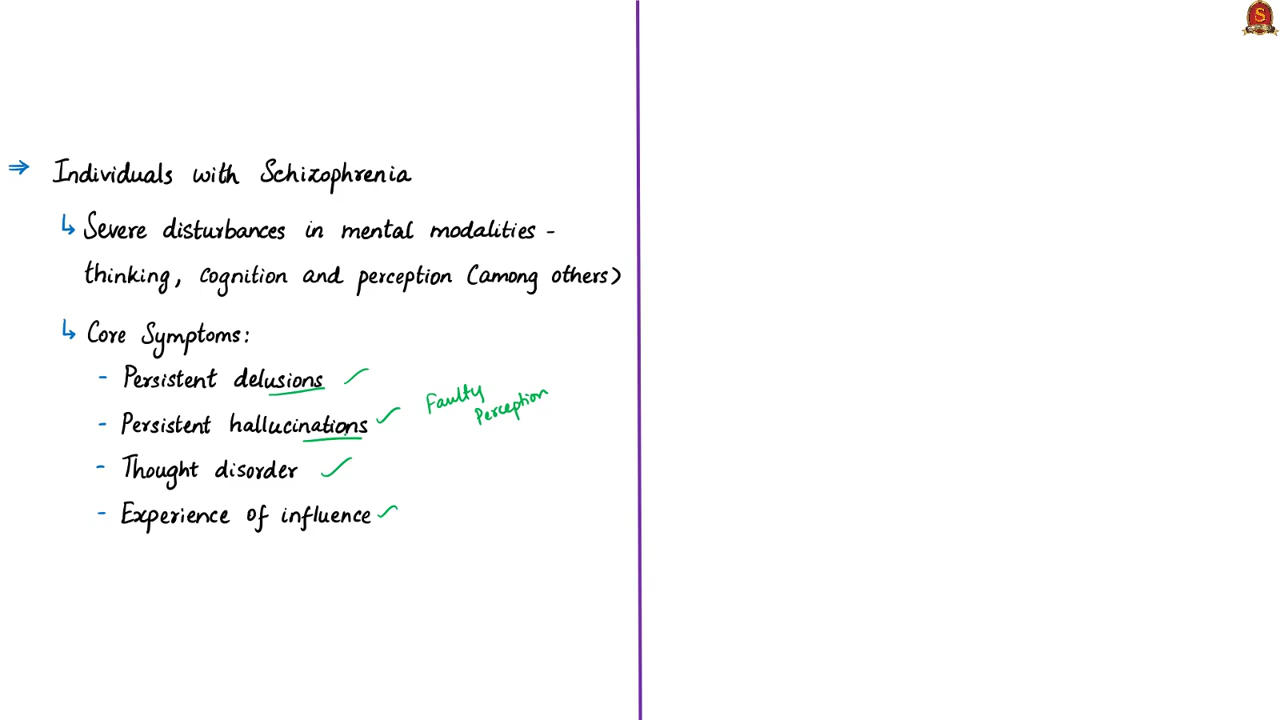 ⇒ Individuals with Schizophrenia
↳ Severe disturbances in mental modalities -
thinking, cognition and perception (among others)
↳ Core Symptoms:
- Persistent delusions
- Persistent hallucinations
Faulty
Perception
- Thought disorder
- Experience of influence
S